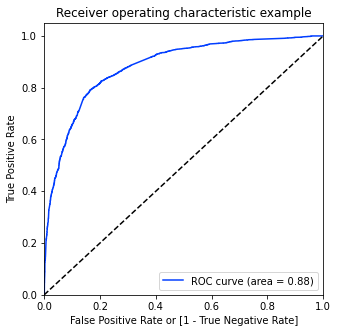 Receiver operating characteristic example
1.0
0.8
0.6
0.4
0.2
0.0
True Positive Rate
ROC curve (area = 0.88)
0.0 0.2 0.4 0.6 0.8 1.0
False Positive Rate or [1 - True Negative Rate]